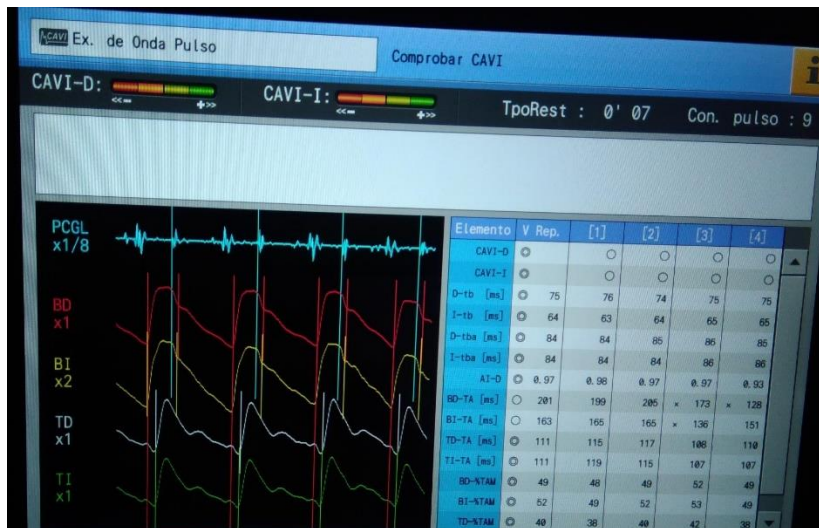 CAVI Ex. de Onda Pulso
Comprobar CAVI
CAVI-D:
<<- +>>
CAVI-I:
<<- +>>
TpoRest : 0' 07
Con. pulso : 9
PCGL
x1/8
BD
x1
BI
x2
TD
x1
TI
x1
Elemento V Rep. [1] [2] [3] [4]
CAVI-D ◎ ○ ○ ○ ○
CAVI-I ◎ ○ ○ ○ ○
D-tb [ms] ◎ 75 76 74 75 75
I-tb [ms] ◎ 64 63 64 65 65
D-tba [ms] ◎ 84 84 85 86 85
I-tba [ms] ◎ 84 84 84 86 86
AI-D ◎ 0.97 0.98 0.97 0.97 0.93
BD-TA [ms] ○ 201 199 205 × 173 × 128
BI-TA [ms] ○ 163 165 165 × 136 151
TD-TA [ms] ◎ 111 115 117 108 110
TI-TA [ms] ◎ 111 119 115 107 107
BD-%TAM ◎ 49 48 49 52 49
BI-%TAM ◎ 52 49 52 53 49
TD-%TAM ◎ 40 38 40 42 38